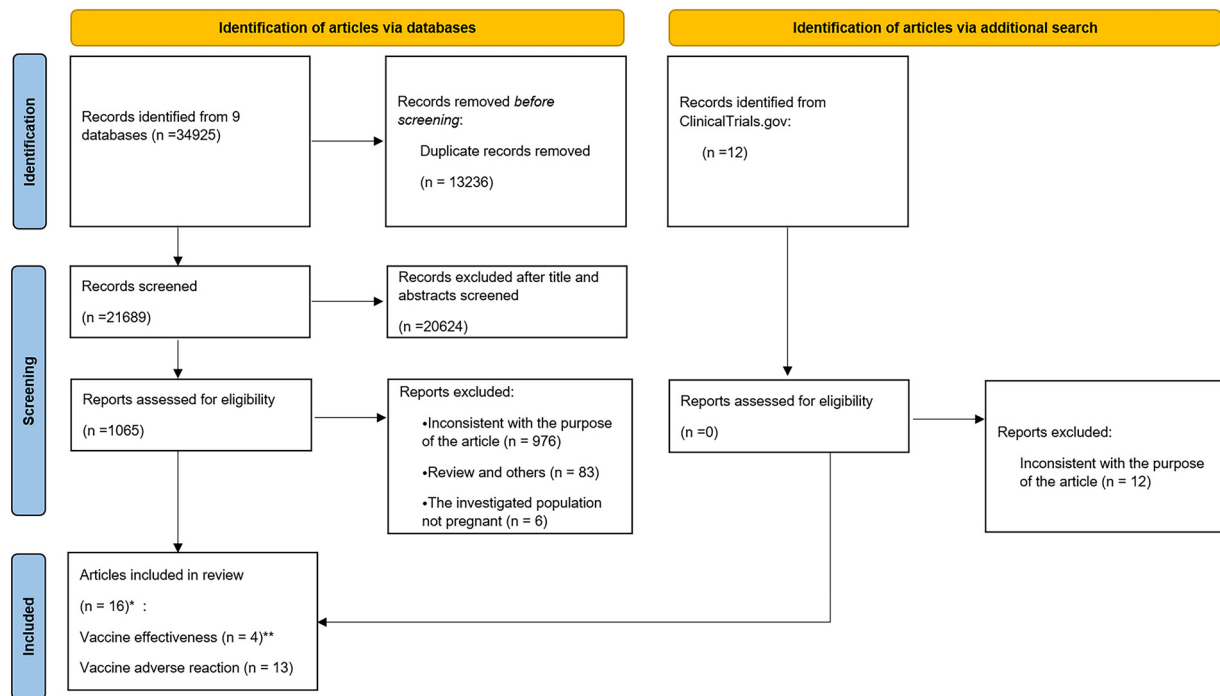 Identification of articles via databases
Identification of articles via additional search
Identification
Records identified from 9
databases (n =34925)
Records removed before
screening:
Duplicate records removed
(n = 13236)
Records identified from
ClinicalTrials.gov:
(n =12)
Screening
Records screened
(n =21689)
Records excluded after title and
abstracts screened
(n =20624)
Reports assessed for eligibility
(n =1065)
Reports excluded:
•Inconsistent with the purpose
of the article (n = 976)
•Review and others (n = 83)
•The investigated population
not pregnant (n = 6)
Reports assessed for eligibility
(n =0)
Reports excluded:
Inconsistent with the purpose
of the article (n = 12)
Included
Articles included in review
(n = 16)* :
Vaccine effectiveness (n = 4)**
Vaccine adverse reaction (n = 13)